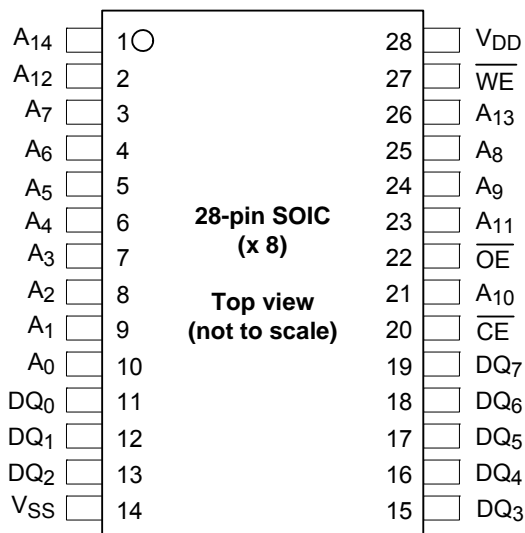 A14 1 28 VDD
A12 2 27 W̅E̅
A7 3 26 A13
A6 4 25 A8
A5 5 24 A9
A4 6 28-pin SOIC 23 A11
(x 8)
A3 7 22 O̅E̅
A2 8 Top view 21 A10
A1 9 (not to scale) 20 C̅E̅
A0 10 19 DQ7
DQ0 11 18 DQ6
DQ1 12 17 DQ5
DQ2 13 16 DQ4
VSS 14 15 DQ3